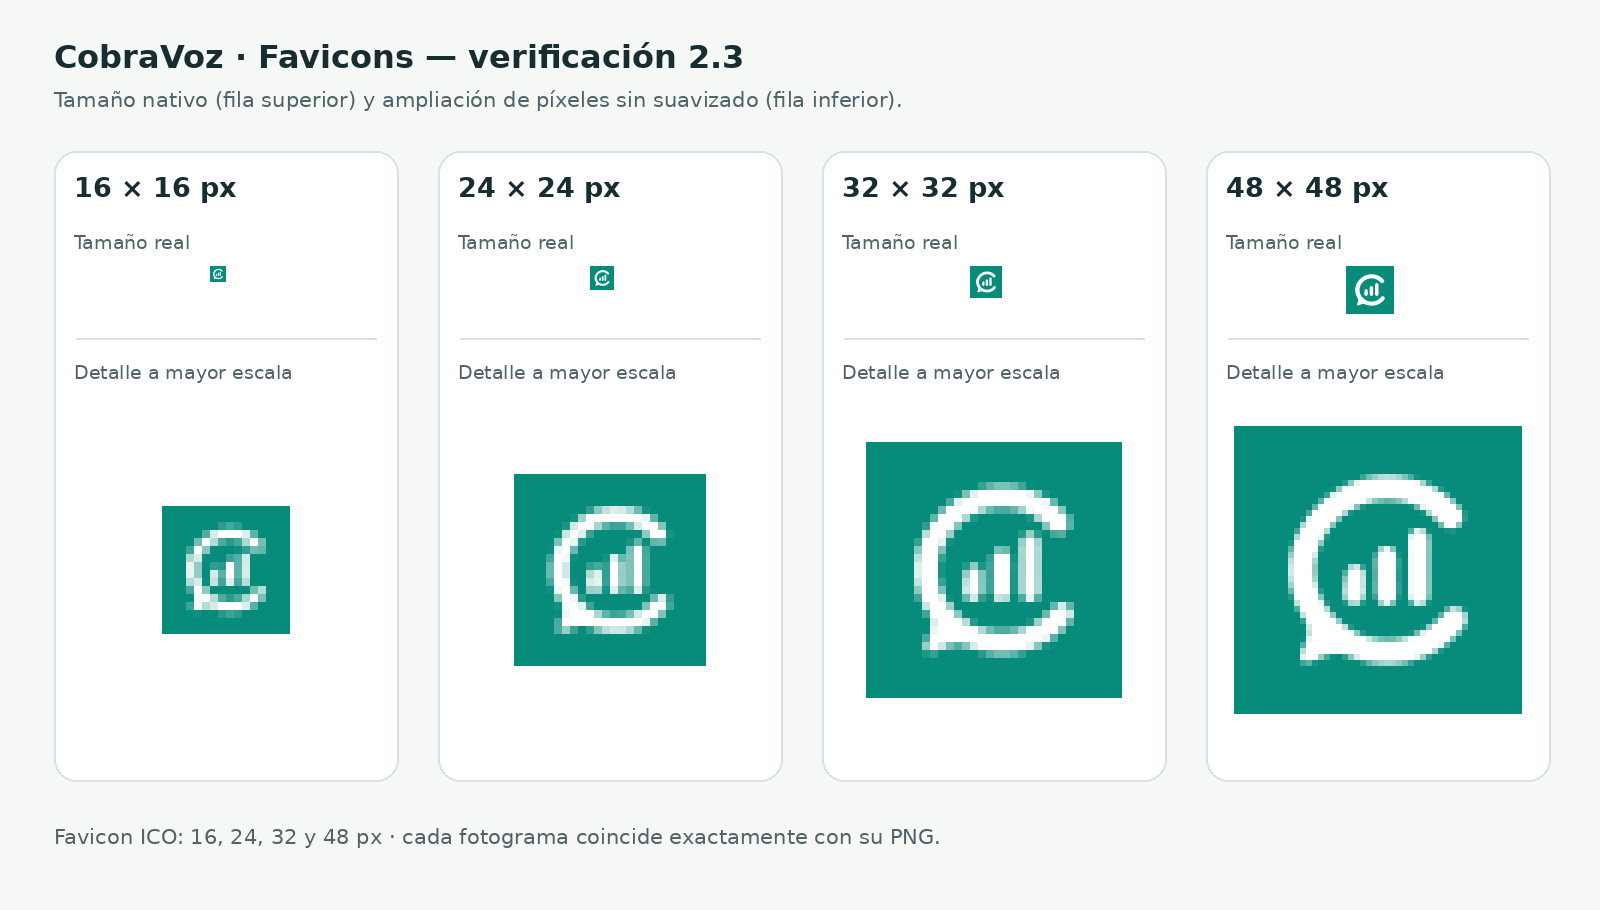 CobraVoz · Favicons — verificación 2.3
Tamaño nativo (fila superior) y ampliación de píxeles sin suavizado (fila inferior).
16 × 16 px
Tamaño real
Detalle a mayor escala
24 × 24 px
Tamaño real
Detalle a mayor escala
32 × 32 px
Tamaño real
Detalle a mayor escala
48 × 48 px
Tamaño real
Detalle a mayor escala
Favicon ICO: 16, 24, 32 y 48 px · cada fotograma coincide exactamente con su PNG.